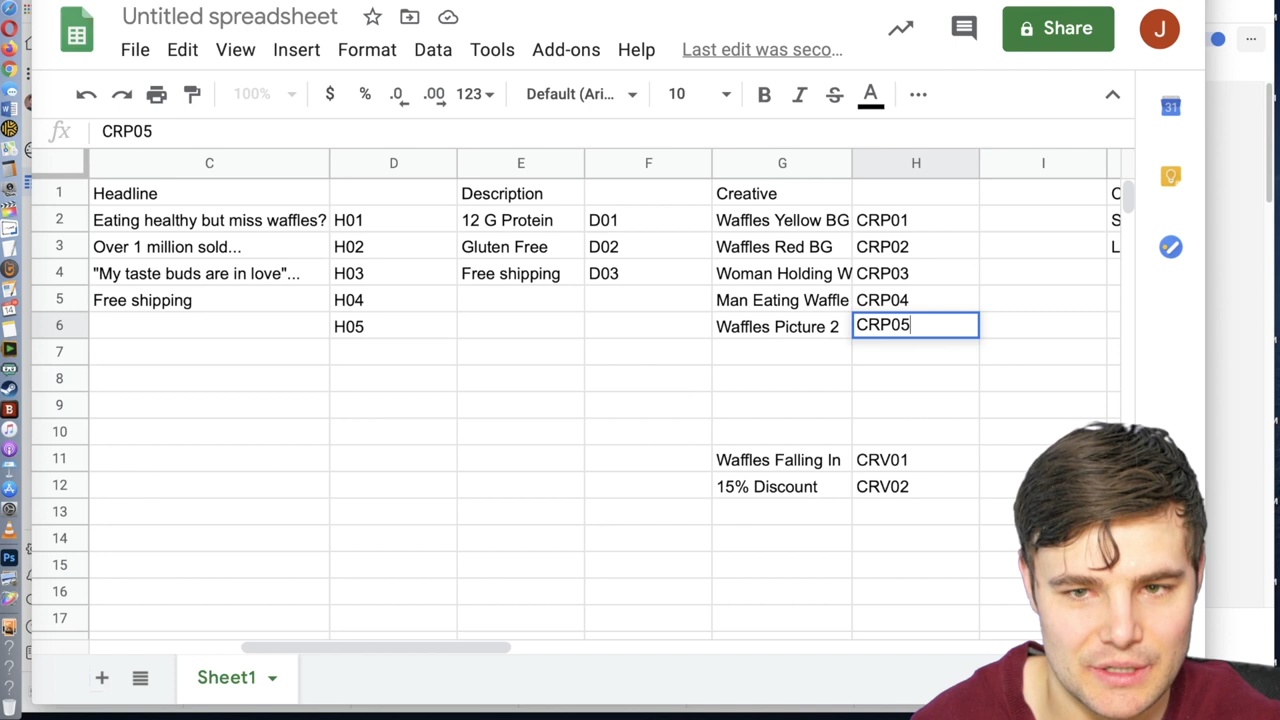 Untitled spreadsheet
File Edit View Insert Format Data Tools Add-ons Help Last edit was seco...
Share
J
100% $ % .0 .00 123 Default (Ari... 10 B I S A
31
fx CRP05
C D E F G H I
1 Headline Description Creative C
2 Eating healthy but miss waffles? H01 12 G Protein D01 Waffles Yellow BG CRP01 S
3 Over 1 million sold... H02 Gluten Free D02 Waffles Red BG CRP02 L
4 "My taste buds are in love"... H03 Free shipping D03 Woman Holding W CRP03
5 Free shipping H04 Man Eating Waffle CRP04
6 H05 Waffles Picture 2 CRP05
7
8
9
10
11 Waffles Falling In CRV01
12 15% Discount CRV02
13
14
15
16
17
Sheet1
Ps